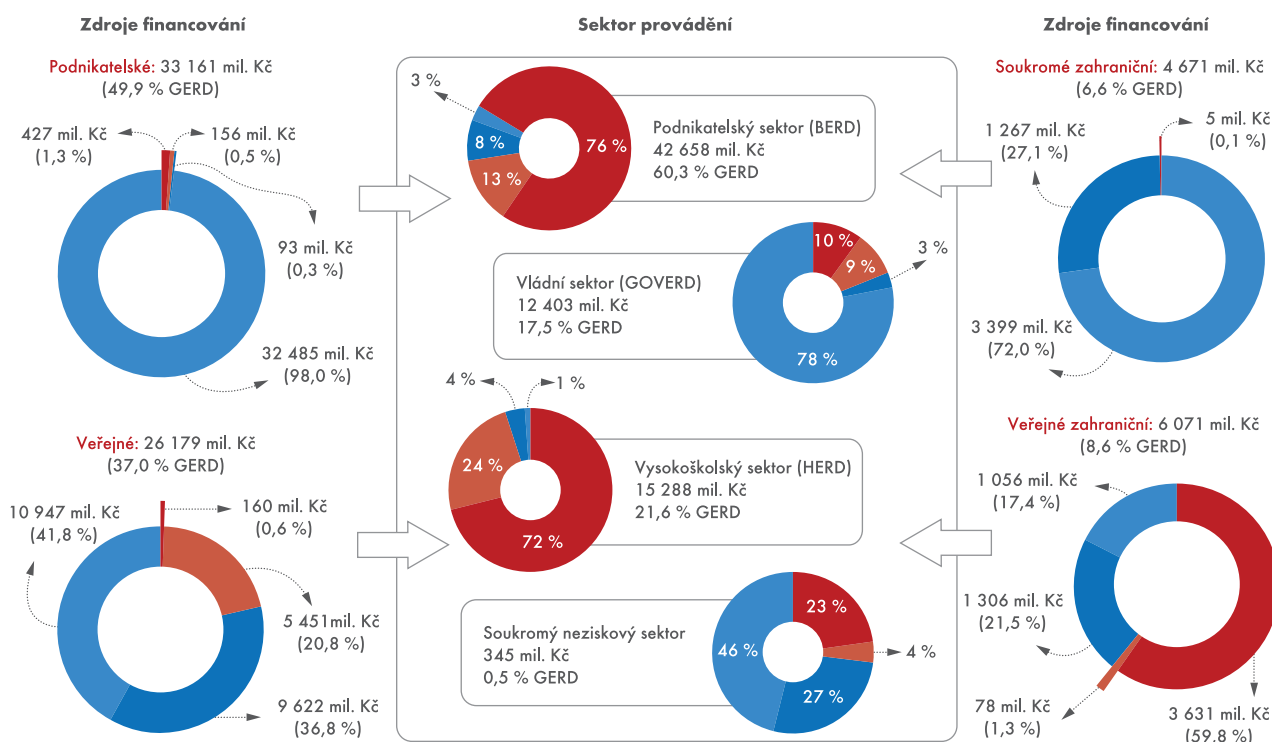 Zdroje financování
Podnikatelské: 33 161 mil. Kč
(49,9 % GERD)
427 mil. Kč
(1,3 %)
156 mil. Kč
(0,5 %)
93 mil. Kč
(0,3 %)
32 485 mil. Kč
(98,0 %)
Veřejné: 26 179 mil. Kč
(37,0 % GERD)
10 947 mil. Kč
(41,8 %)
160 mil. Kč
(0,6 %)
5 451mil. Kč
(20,8 %)
9 622 mil. Kč
(36,8 %)
Sektor provádění
3 %
8 %
13 %
76 %
Podnikatelský sektor (BERD)
42 658 mil. Kč
60,3 % GERD
Vládní sektor (GOVERD)
12 403 mil. Kč
17,5 % GERD
10 %
9 %
3 %
78 %
4 %
1 %
24 %
72 %
Vysokoškolský sektor (HERD)
15 288 mil. Kč
21,6 % GERD
Soukromý neziskový sektor
345 mil. Kč
0,5 % GERD
23 %
46 %
4 %
27 %
Zdroje financování
Soukromé zahraniční: 4 671 mil. Kč
(6,6 % GERD)
1 267 mil. Kč
(27,1 %)
5 mil. Kč
(0,1 %)
3 399 mil. Kč
(72,0 %)
Veřejné zahraniční: 6 071 mil. Kč
(8,6 % GERD)
1 056 mil. Kč
(17,4 %)
1 306 mil. Kč
(21,5 %)
78 mil. Kč
(1,3 %)
3 631 mil. Kč
(59,8 %)